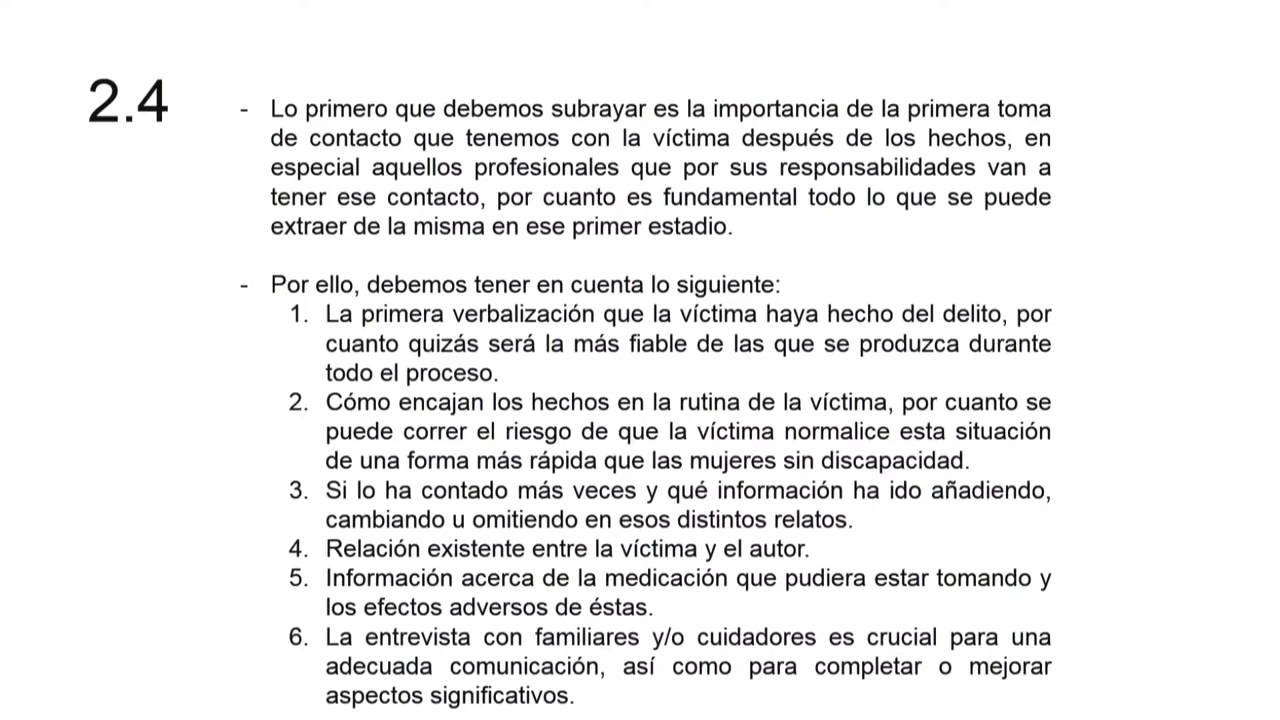 2.4
- Lo primero que debemos subrayar es la importancia de la primera toma
de contacto que tenemos con la víctima después de los hechos, en
especial aquellos profesionales que por sus responsabilidades van a
tener ese contacto, por cuanto es fundamental todo lo que se puede
extraer de la misma en ese primer estadio.
- Por ello, debemos tener en cuenta lo siguiente:
1. La primera verbalización que la víctima haya hecho del delito, por
cuanto quizás será la más fiable de las que se produzca durante
todo el proceso.
2. Cómo encajan los hechos en la rutina de la víctima, por cuanto se
puede correr el riesgo de que la víctima normalice esta situación
de una forma más rápida que las mujeres sin discapacidad.
3. Si lo ha contado más veces y qué información ha ido añadiendo,
cambiando u omitiendo en esos distintos relatos.
4. Relación existente entre la víctima y el autor.
5. Información acerca de la medicación que pudiera estar tomando y
los efectos adversos de éstas.
6. La entrevista con familiares y/o cuidadores es crucial para una
adecuada comunicación, así como para completar o mejorar
aspectos significativos.